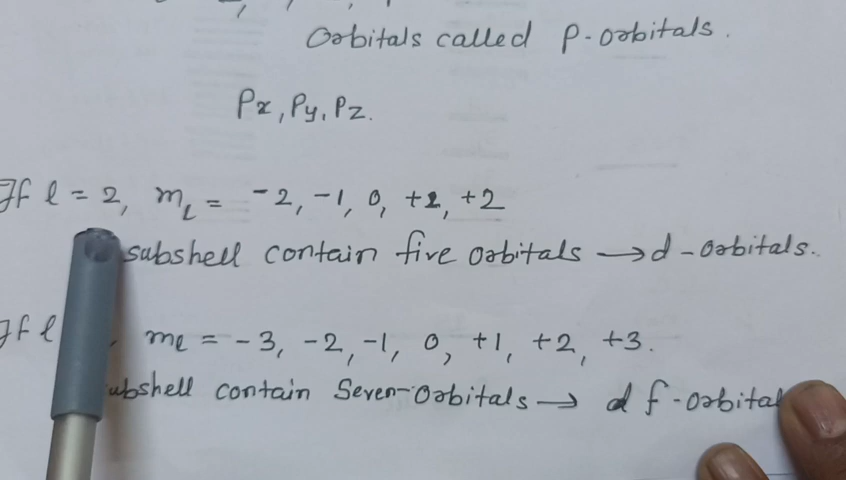 Orbitals called p-orbitals.
Px, Py, Pz.
If l = 2, mL = -2, -1, 0, +1, +2
subshell contain five orbitals → d-orbitals.
If l , ml = -3, -2, -1, 0, +1, +2, +3.
ubshell contain Seven-Orbitals → d f-orbital